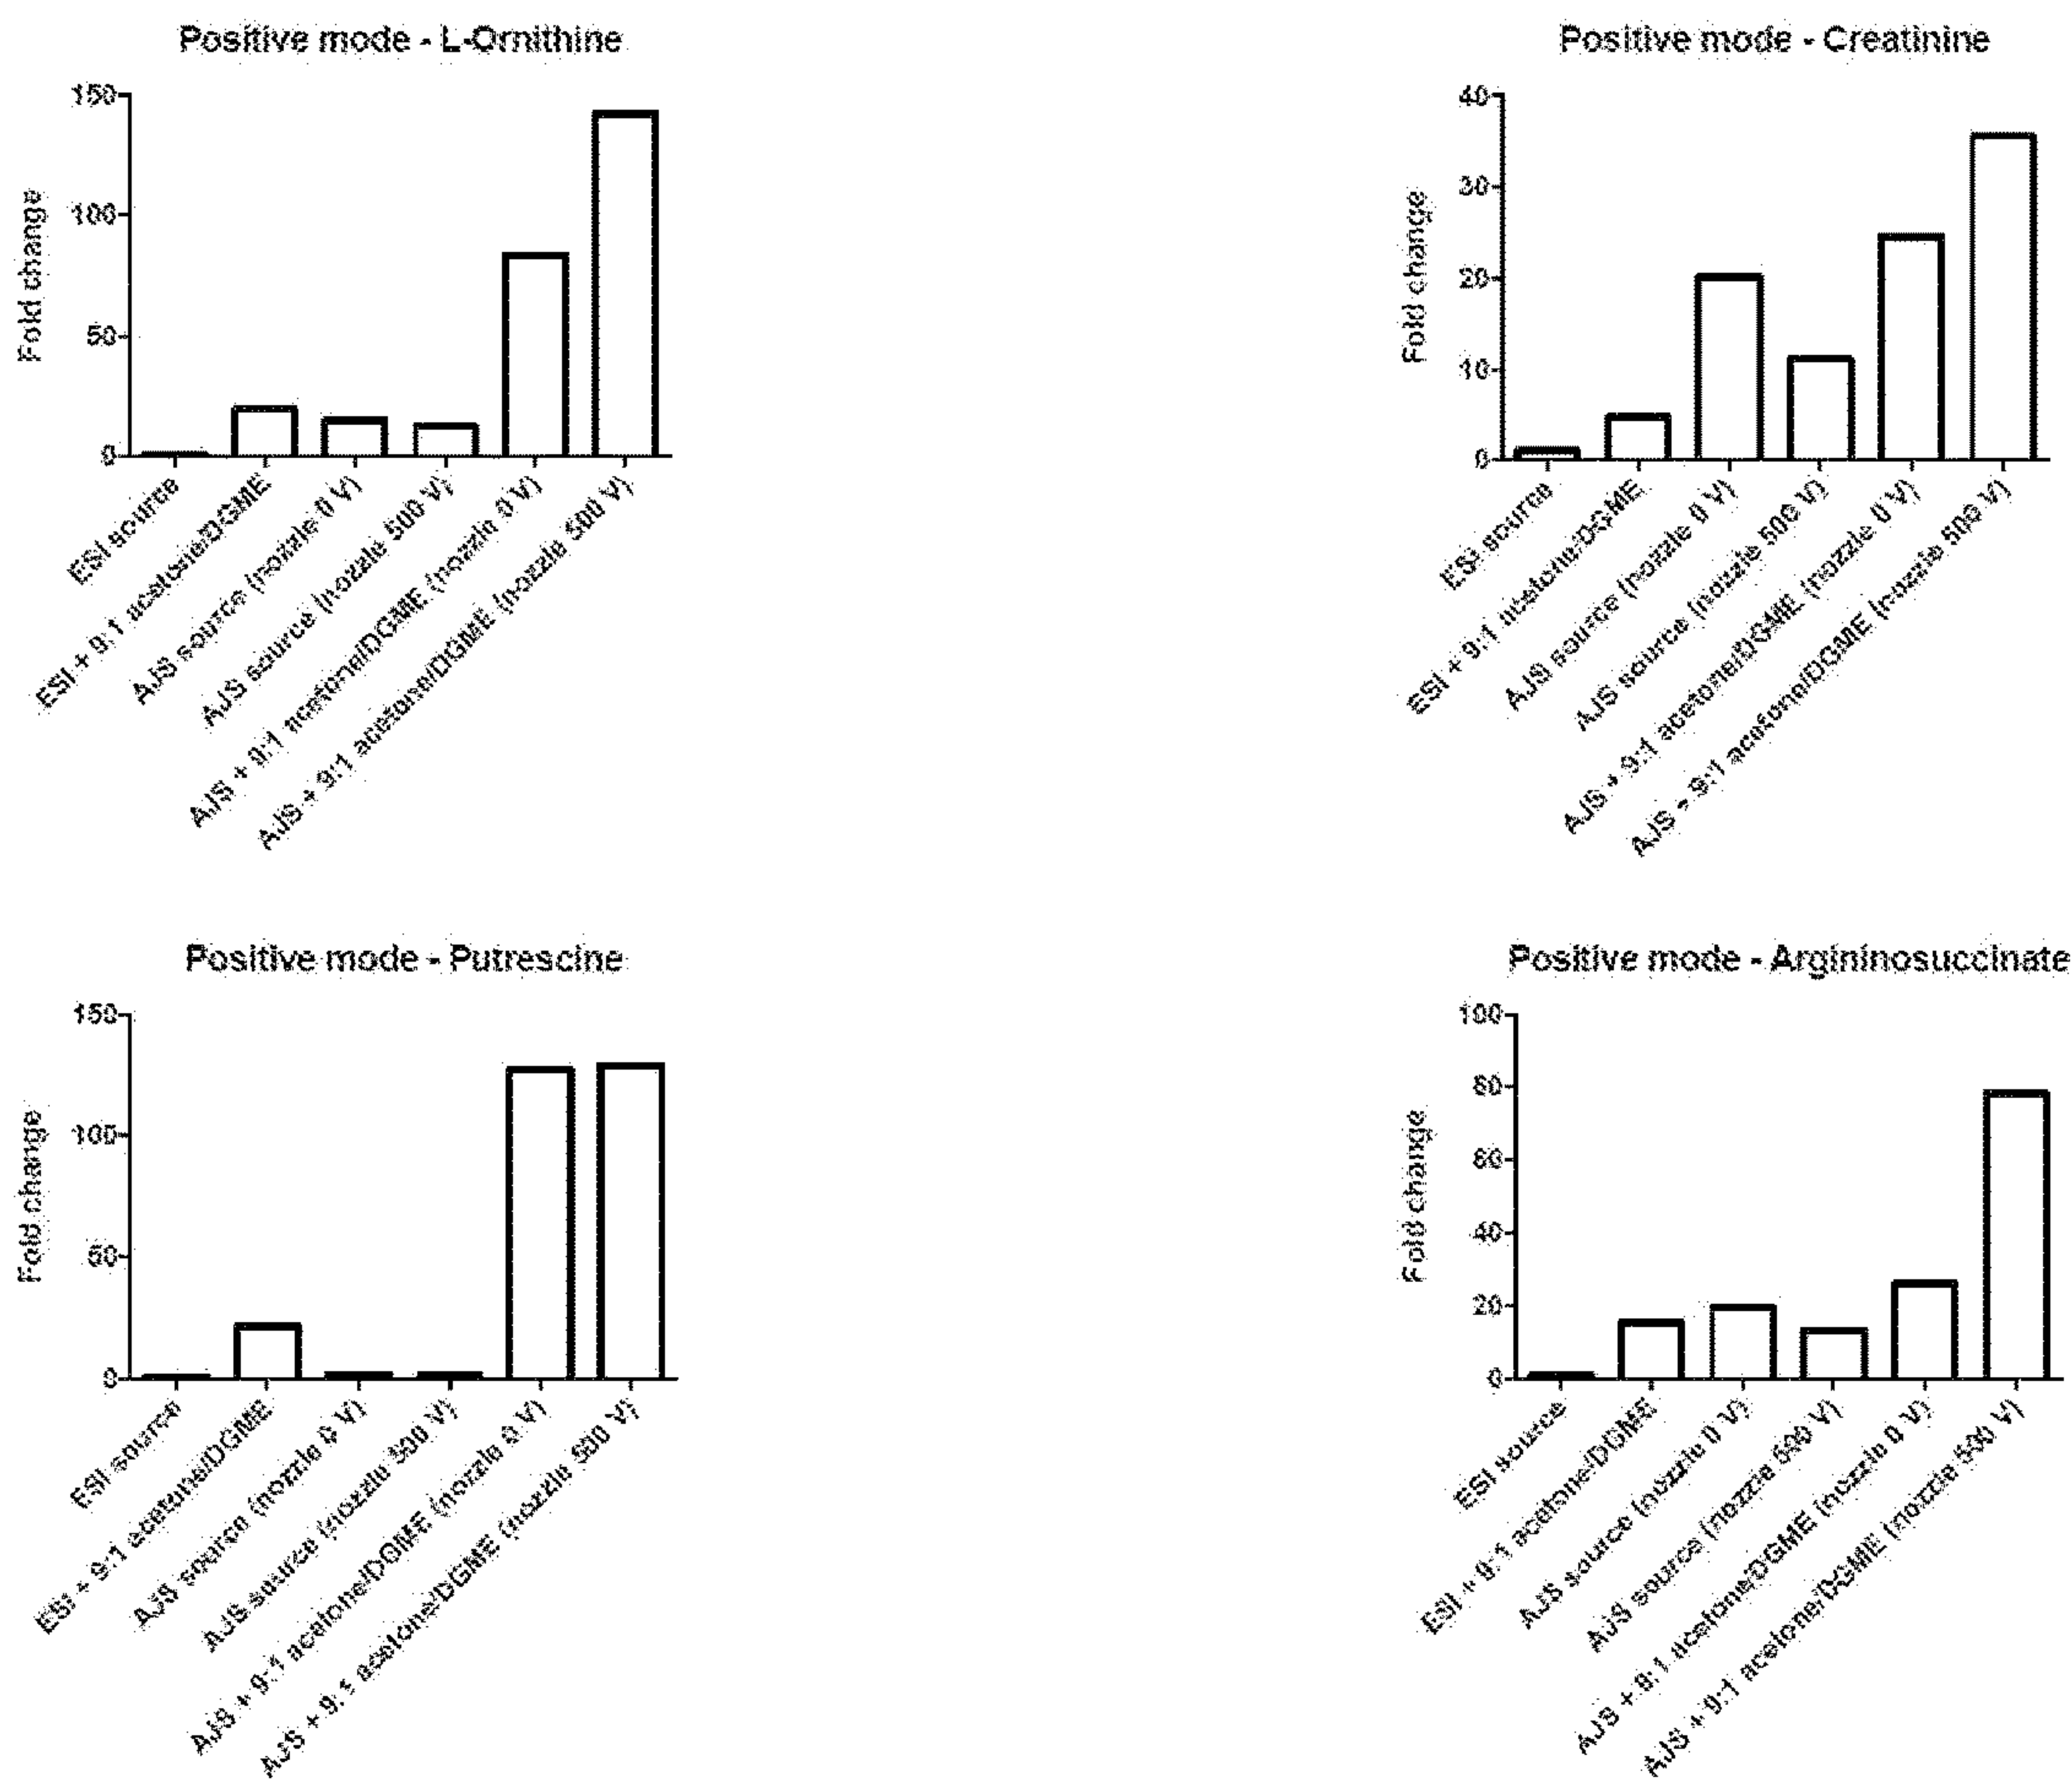 Positive mode - L-Ornithine
Fold change
150
100
50
0
ESI source
ESI + 9:1 acetone/DGME
AJS source (nozzle 0 V)
AJS source (nozzle 500 V)
AJS + 9:1 acetone/DGME (nozzle 0 V)
AJS + 9:1 acetone/DGME (nozzle 500 V)
Positive mode - Creatinine
Fold change
40
30
20
10
0
ESI source
ESI + 9:1 acetone/DGME
AJS source (nozzle 0 V)
AJS source (nozzle 500 V)
AJS + 9:1 acetone/DGME (nozzle 0 V)
AJS + 9:1 acetone/DGME (nozzle 500 V)
Positive mode - Putrescine
Fold change
150
100
50
0
ESI source
ESI + 9:1 acetone/DGME
AJS source (nozzle 0 V)
AJS source (nozzle 500 V)
AJS + 9:1 acetone/DGME (nozzle 0 V)
AJS + 9:1 acetone/DGME (nozzle 500 V)
Positive mode - Argininosuccinate
Fold change
100
80
60
40
20
0
ESI source
ESI + 9:1 acetone/DGME
AJS source (nozzle 0 V)
AJS source (nozzle 500 V)
AJS + 9:1 acetone/DGME (nozzle 0 V)
AJS + 9:1 acetone/DGME (nozzle 500 V)